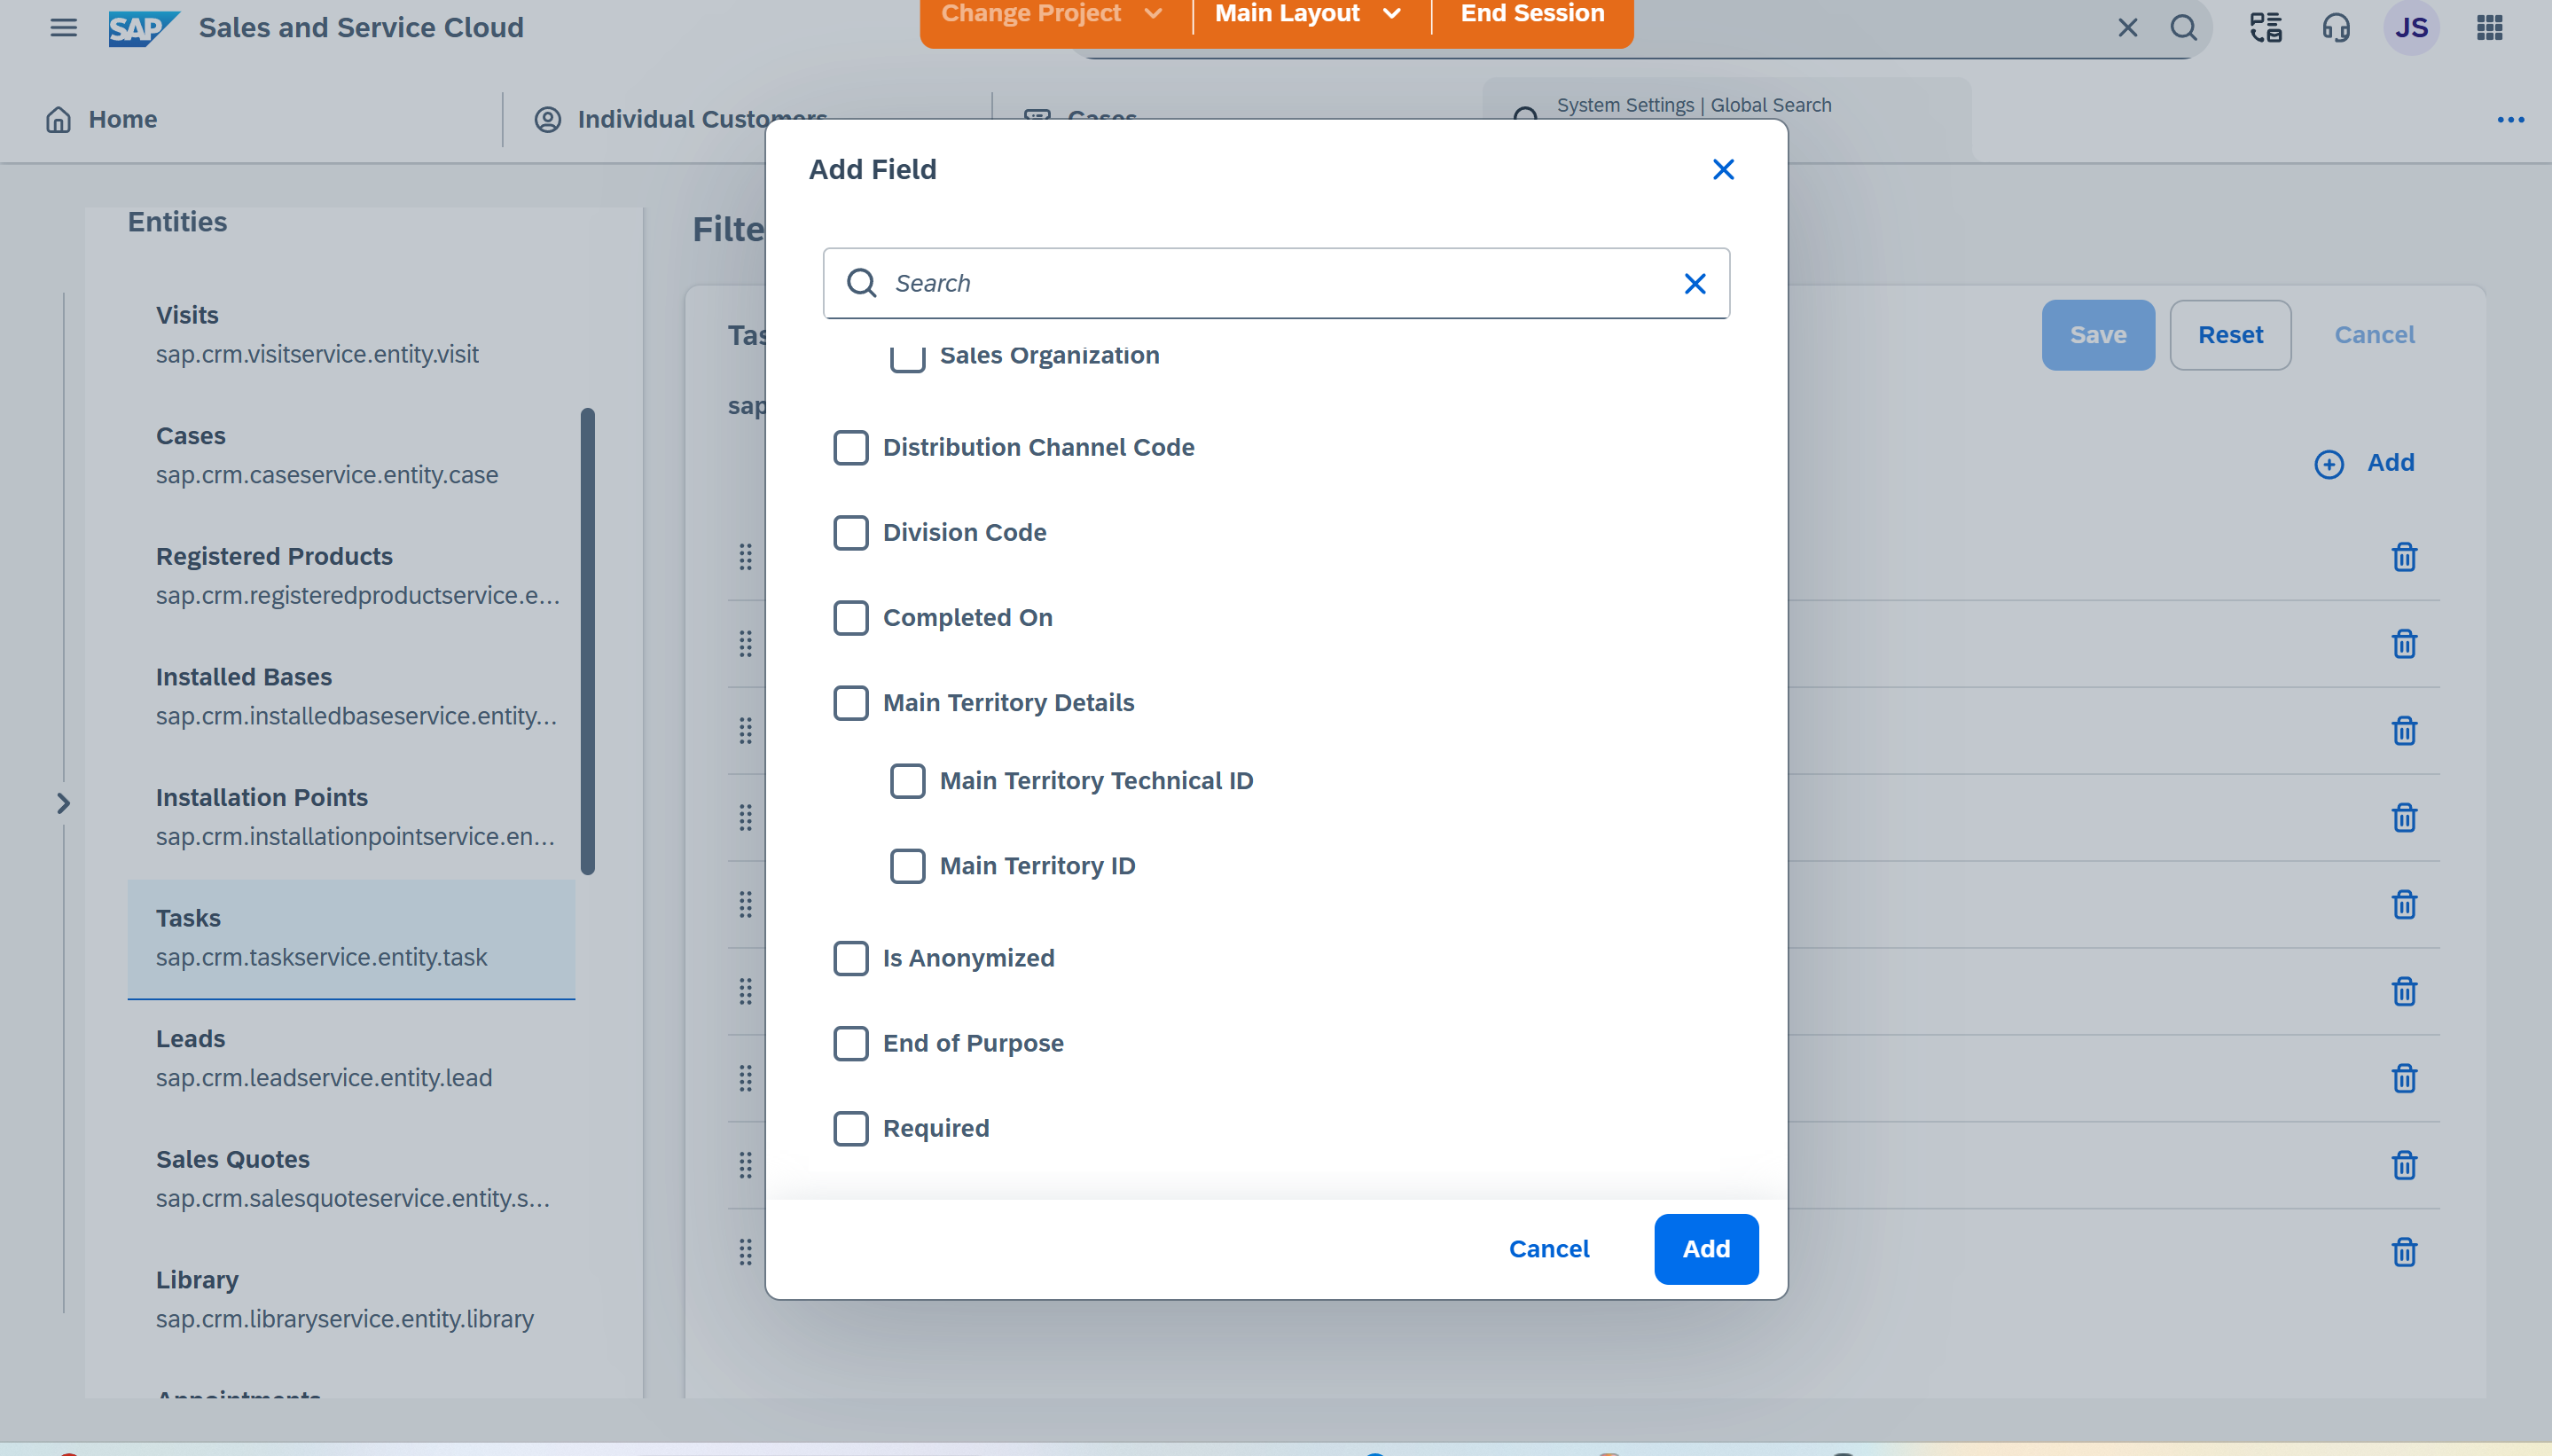 SAP
Sales and Service Cloud
Change Project
Main Layout
End Session
JS
Home
Individual Customers
Cases
System Settings | Global Search
Entities
Visits
sap.crm.visitservice.entity.visit
Cases
sap.crm.caseservice.entity.case
Registered Products
sap.crm.registeredproductservice.e...
Installed Bases
sap.crm.installedbaseservice.entity...
Installation Points
sap.crm.installationpointservice.en...
Tasks
sap.crm.taskservice.entity.task
Leads
sap.crm.leadservice.entity.lead
Sales Quotes
sap.crm.salesquoteservice.entity.s...
Library
sap.crm.libraryservice.entity.library
Appointments
Filte
Tas
sap
Save
Reset
Cancel
Add
Add Field
Search
Sales Organization
Distribution Channel Code
Division Code
Completed On
Main Territory Details
Main Territory Technical ID
Main Territory ID
Is Anonymized
End of Purpose
Required
Cancel
Add